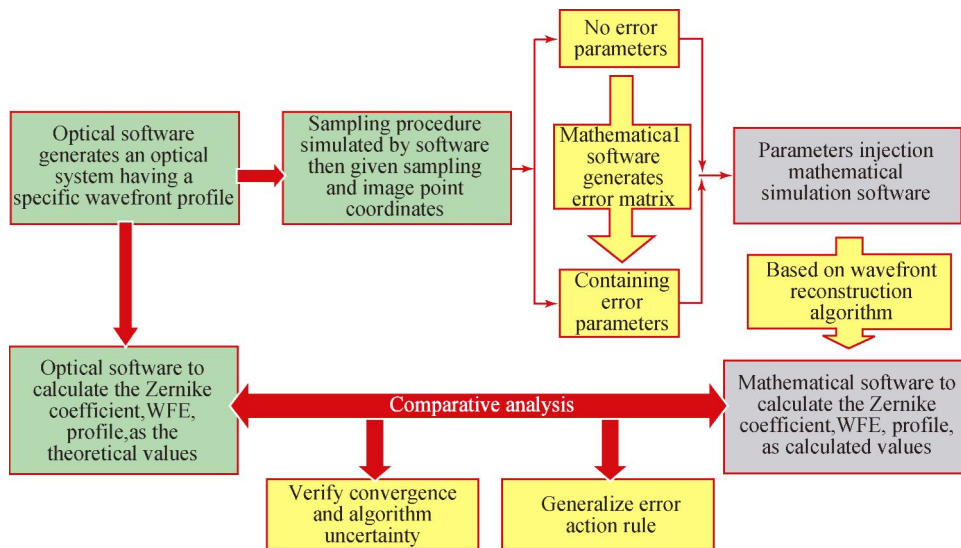 No error
parameters
Optical software
generates an optical
system having a
specific wavefront profile
Sampling procedure
simulated by software
then given sampling
and image point
coordinates
Mathematica1
software
generates
error matrix
Parameters injection
mathematical
simulation software
Containing
error
parameters
Based on wavefront
reconstruction
algorithm
Optical software to
calculate the Zernike
coefficient,WFE,
profile,as the
theoretical values
Comparative analysis
Mathematical software to
calculate the Zernike
coefficient,WFE, profile,
as calculated values
Verify convergence
and algorithm
uncertainty
Generalize error
action rule